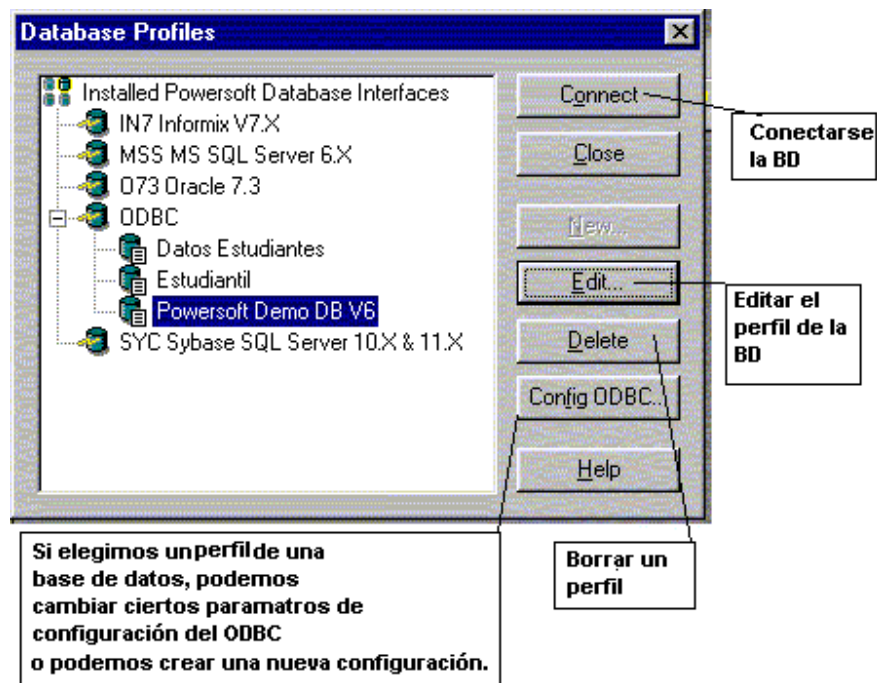 Database Profiles
Installed Powersoft Database Interfaces
IN7 Informix V7.X
MSS MS SQL Server 6.X
O73 Oracle 7.3
ODBC
Datos Estudiantes
Estudiantil
Powersoft Demo DB V6
SYC Sybase SQL Server 10.X & 11.X
Connect
Close
New...
Edit...
Delete
Config ODBC...
Help
Conectarse
la BD
Editar el
perfil de la
BD
Borrar un
perfil
Si elegimos un perfil de una
base de datos, podemos
cambiar ciertos paramatros de
configuración del ODBC
o podemos crear una nueva configuración.